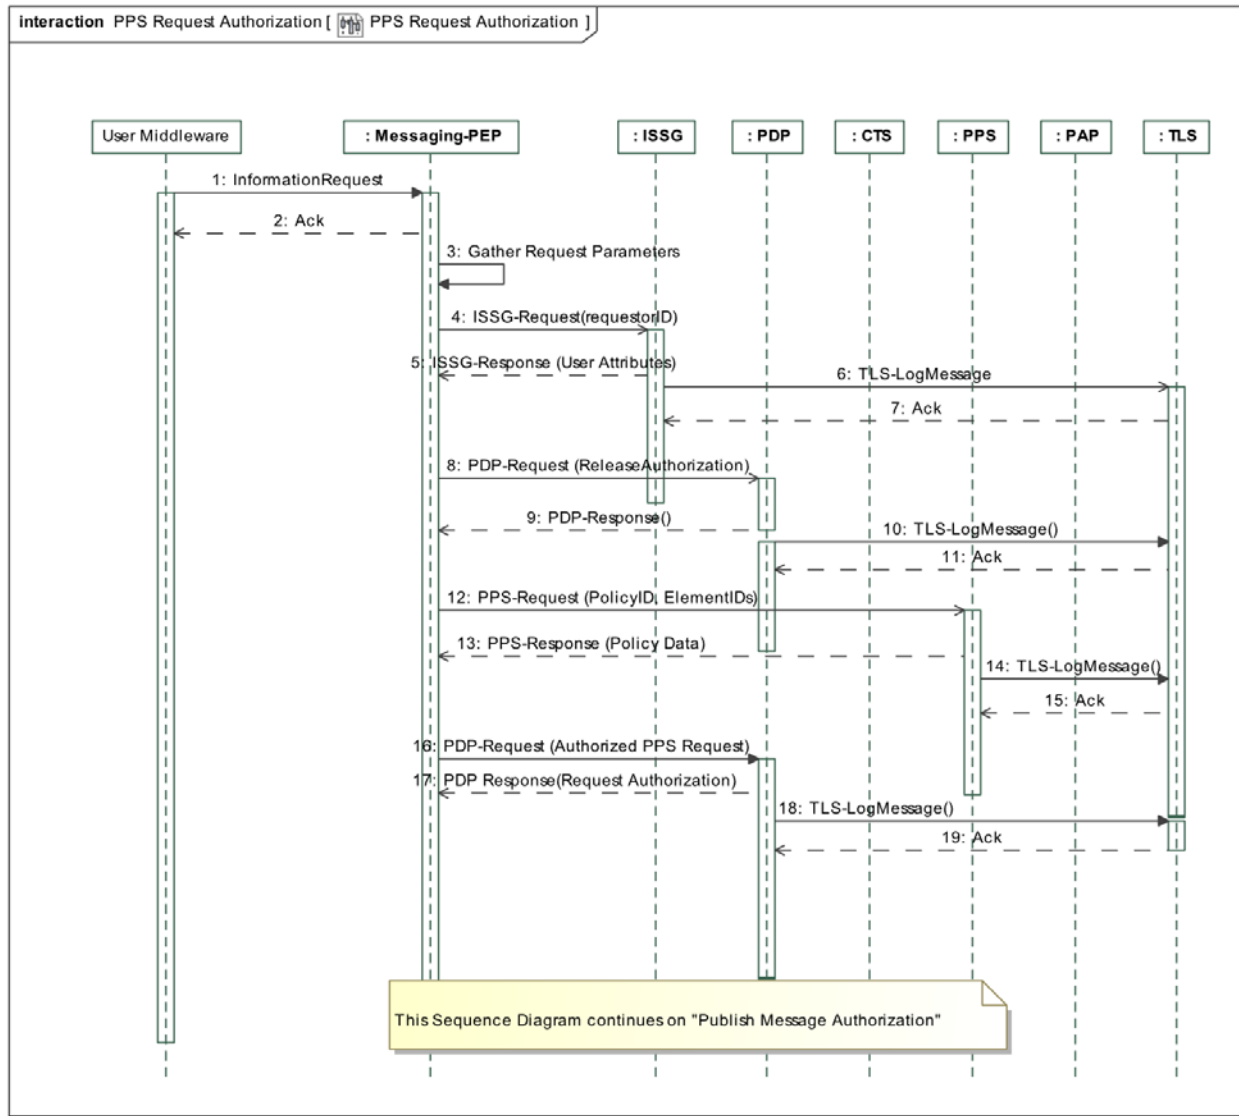 interaction PPS Request Authorization [ PPS Request Authorization ]
User Middleware
: Messaging-PEP
: ISSG
: PDP
: CTS
: PPS
: PAP
: TLS
1: InformationRequest
2: Ack
3: Gather Request Parameters
4: ISSG-Request(requestorID)
5: ISSG-Response (User Attributes)
6: TLS-LogMessage
7: Ack
8: PDP-Request (ReleaseAuthorization)
9: PDP-Response()
10: TLS-LogMessage()
11: Ack
12: PPS-Request (PolicyID, ElementIDs)
13: PPS-Response (Policy Data)
14: TLS-LogMessage()
15: Ack
16: PDP-Request (Authorized PPS Request)
17: PDP Response(Request Authorization)
18: TLS-LogMessage()
19: Ack
This Sequence Diagram continues on "Publish Message Authorization"